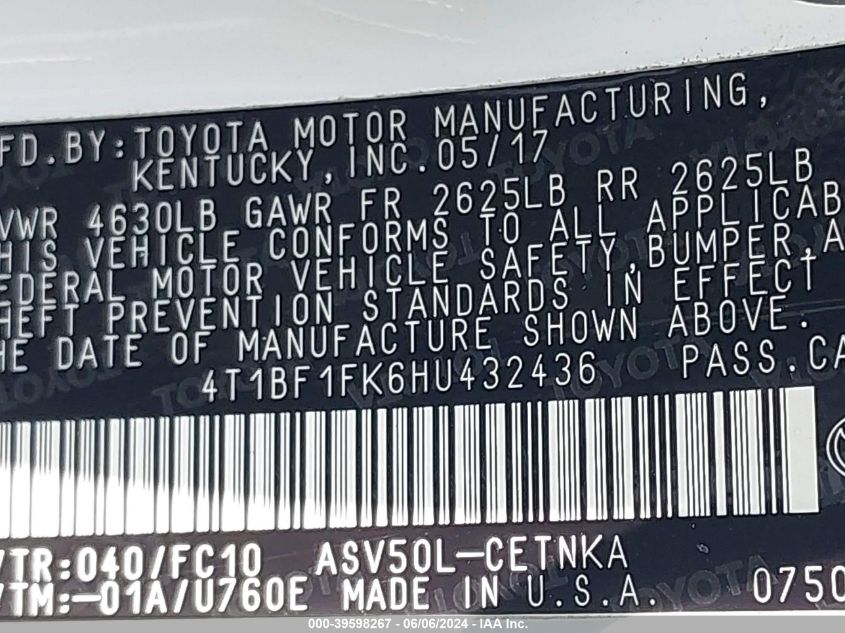 FD.BY:TOYOTA MOTOR MANUFACTURING,
KENTUCKY,INC.05/17
VWR 4630LB GAWR FR 2625LB RR 2625LB
HIS VEHICLE CONFORMS TO ALL APPLICAB
EDERAL MOTOR VEHICLE SAFETY,BUMPER,A
HEFT PREVENTION STANDARDS IN EFFECT
HE DATE OF MANUFACTURE SHOWN ABOVE.
4T1BF1FK6HU432436 PASS.CA
/TR:040/FC10 ASV50L-CETNKA
/TM:-01A/U760E MADE IN U.S.A. 0750
000-39598267 - 06/06/2024 - IAA Inc.